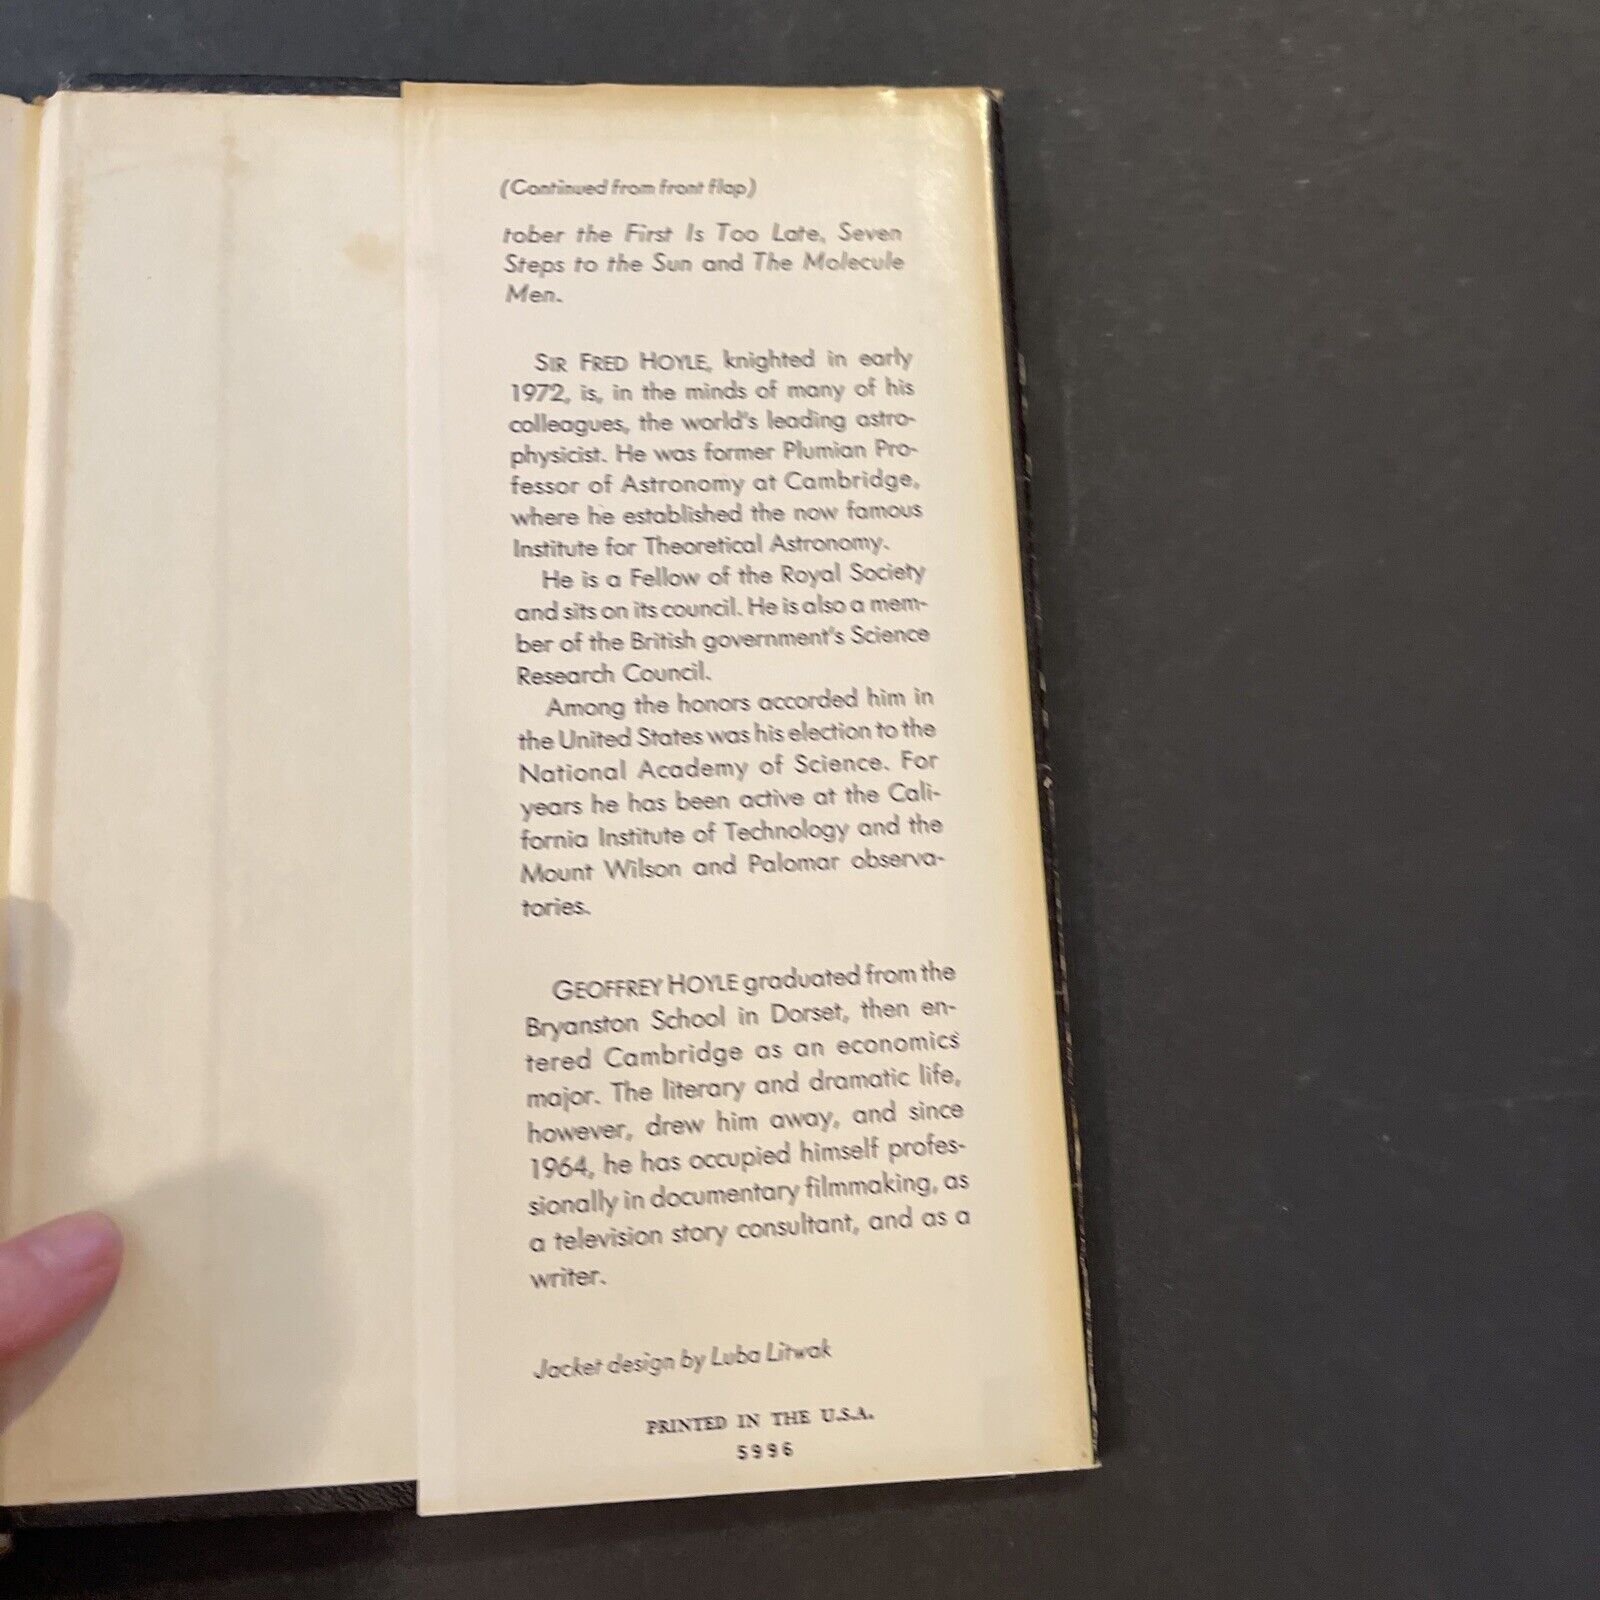 (Continued from front flap)
tober the First Is Too Late, Seven
Steps to the Sun and The Molecule
Men.
SIR FRED HOYLE, knighted in early
1972, is, in the minds of many of his
colleagues, the world's leading astro-
physicist. He was former Plumian Pro-
fessor of Astronomy at Cambridge,
where he established the now famous
Institute for Theoretical Astronomy.
He is a Fellow of the Royal Society
and sits on its council. He is also a mem-
ber of the British government's Science
Research Council.
Among the honors accorded him in
the United States was his election to the
National Academy of Science. For
years he has been active at the Cali-
fornia Institute of Technology and the
Mount Wilson and Palomar observa-
tories.
GEOFFREY HOYLE graduated from the
Bryanston School in Dorset, then en-
tered Cambridge as an economics
major. The literary and dramatic life,
however, drew him away, and since
1964, he has occupied himself profes-
sionally in documentary filmmaking, as
a television story consultant, and as a
writer.
Jacket design by Luba Litwak
PRINTED IN THE U.S.A.
5996